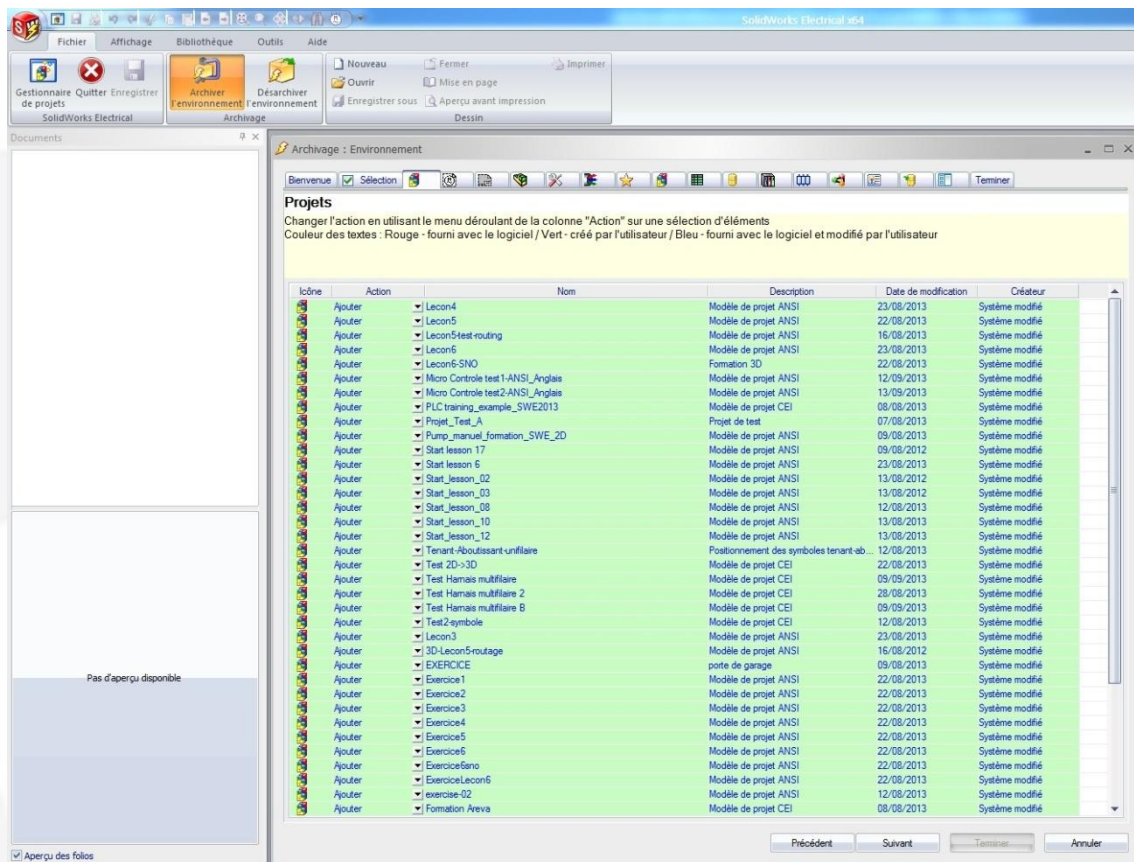 SolidWorks Electrical x64
Fichier Affichage Bibliothèque Outils Aide
Gestionnaire de projets Quitter Enregistrer
SolidWorks Electrical
Archiver l'environnement Désarchiver l'environnement
Archivage
Nouveau Fermer Imprimer
Ouvrir Mise en page
Enregistrer sous Aperçu avant impression
Dessin
Documents
Pas d'aperçu disponible
Aperçu des folios
Archivage : Environnement
Bienvenue Sélection Terminer
Projets
Changer l'action en utilisant le menu déroulant de la colonne "Action" sur une sélection d'éléments
Couleur des textes : Rouge - fourni avec le logiciel / Vert - créé par l'utilisateur / Bleu - fourni avec le logiciel et modifié par l'utilisateur
Icône Action Nom Description Date de modification Créateur
Ajouter Lecon4 Modèle de projet ANSI 23/08/2013 Système modifié
Ajouter Lecon5 Modèle de projet ANSI 22/08/2013 Système modifié
Ajouter Lecon5-test-routing Modèle de projet ANSI 16/08/2013 Système modifié
Ajouter Lecon6 Modèle de projet ANSI 23/08/2013 Système modifié
Ajouter Lecon6-SNO Formation 3D 22/08/2013 Système modifié
Ajouter Micro Controle test1-ANSI_Anglais Modèle de projet ANSI 12/09/2013 Système modifié
Ajouter Micro Controle test2-ANSI_Anglais Modèle de projet ANSI 13/09/2013 Système modifié
Ajouter PLC training_example_SWE2013 Modèle de projet CEI 08/08/2013 Système modifié
Ajouter Projet_Test_A Projet de test 07/08/2013 Système modifié
Ajouter Pump_manuel_formation_SWE_2D Modèle de projet ANSI 09/08/2013 Système modifié
Ajouter Start lesson 17 Modèle de projet ANSI 09/08/2012 Système modifié
Ajouter Start lesson 6 Modèle de projet ANSI 23/08/2013 Système modifié
Ajouter Start_lesson_02 Modèle de projet ANSI 13/08/2012 Système modifié
Ajouter Start_lesson_03 Modèle de projet ANSI 13/08/2012 Système modifié
Ajouter Start_lesson_08 Modèle de projet ANSI 12/08/2013 Système modifié
Ajouter Start_lesson_10 Modèle de projet ANSI 13/08/2013 Système modifié
Ajouter Start_lesson_12 Modèle de projet ANSI 13/08/2013 Système modifié
Ajouter Tenant-Aboutissant-unifilaire Positionnement des symboles tenant-ab... 12/08/2013 Système modifié
Ajouter Test 2D->3D Modèle de projet CEI 22/08/2013 Système modifié
Ajouter Test Harnais multifilaire Modèle de projet CEI 09/09/2013 Système modifié
Ajouter Test Harnais multifilaire 2 Modèle de projet CEI 28/08/2013 Système modifié
Ajouter Test Harnais multifilaire B Modèle de projet CEI 09/09/2013 Système modifié
Ajouter Test2-symbole Modèle de projet CEI 12/08/2013 Système modifié
Ajouter Lecon3 Modèle de projet ANSI 23/08/2013 Système modifié
Ajouter 3D-Lecon5-routage Modèle de projet ANSI 16/08/2012 Système modifié
Ajouter EXERCICE porte de garage 09/08/2013 Système modifié
Ajouter Exercice1 Modèle de projet ANSI 22/08/2013 Système modifié
Ajouter Exercice2 Modèle de projet ANSI 22/08/2013 Système modifié
Ajouter Exercice3 Modèle de projet ANSI 22/08/2013 Système modifié
Ajouter Exercice4 Modèle de projet ANSI 22/08/2013 Système modifié
Ajouter Exercice5 Modèle de projet ANSI 22/08/2013 Système modifié
Ajouter Exercice6 Modèle de projet ANSI 22/08/2013 Système modifié
Ajouter Exercice6sno Modèle de projet ANSI 22/08/2013 Système modifié
Ajouter ExerciceLecon6 Modèle de projet ANSI 22/08/2013 Système modifié
Ajouter exercise-02 Modèle de projet ANSI 12/08/2013 Système modifié
Ajouter Formation Areva Modèle de projet CEI 08/08/2013 Système modifié
Précédent Suivant Terminer Annuler